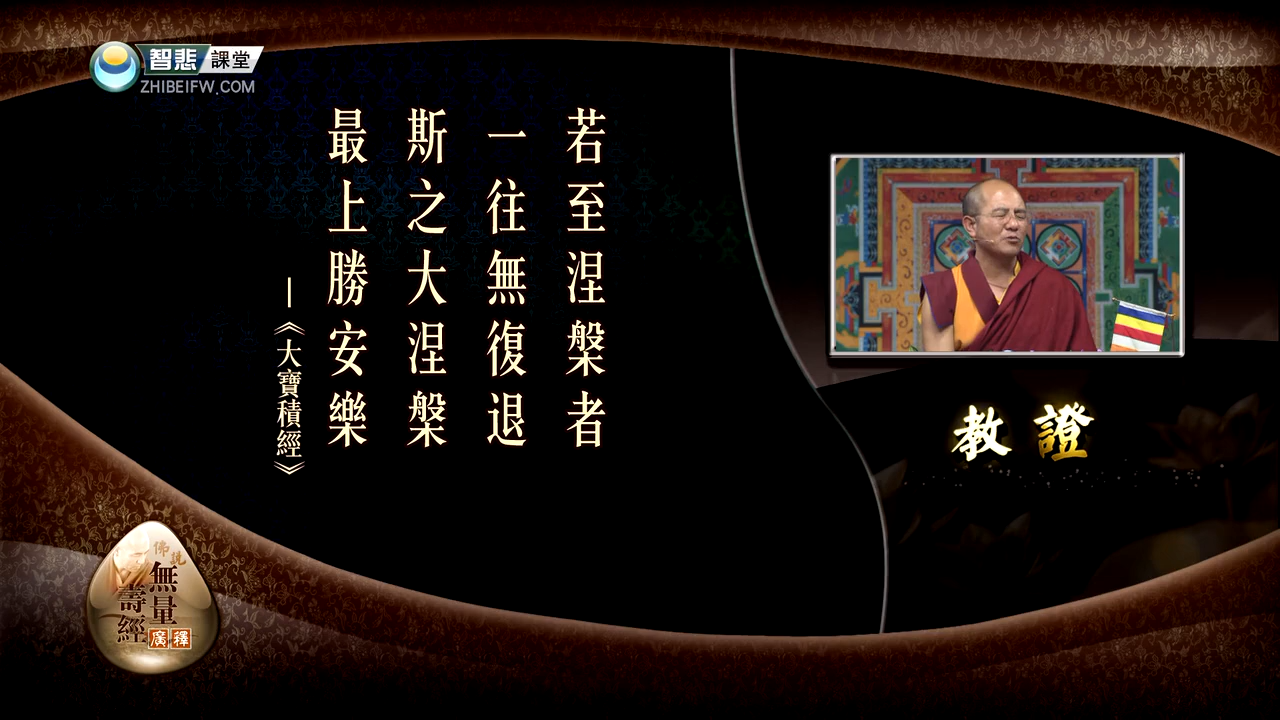 智悲課堂
ZHIBEIFW.COM
若至涅槃者
一往無復退
斯之大涅槃
最上勝安樂
—《大寶積經》
教證
佛說
無量
壽經
廣釋